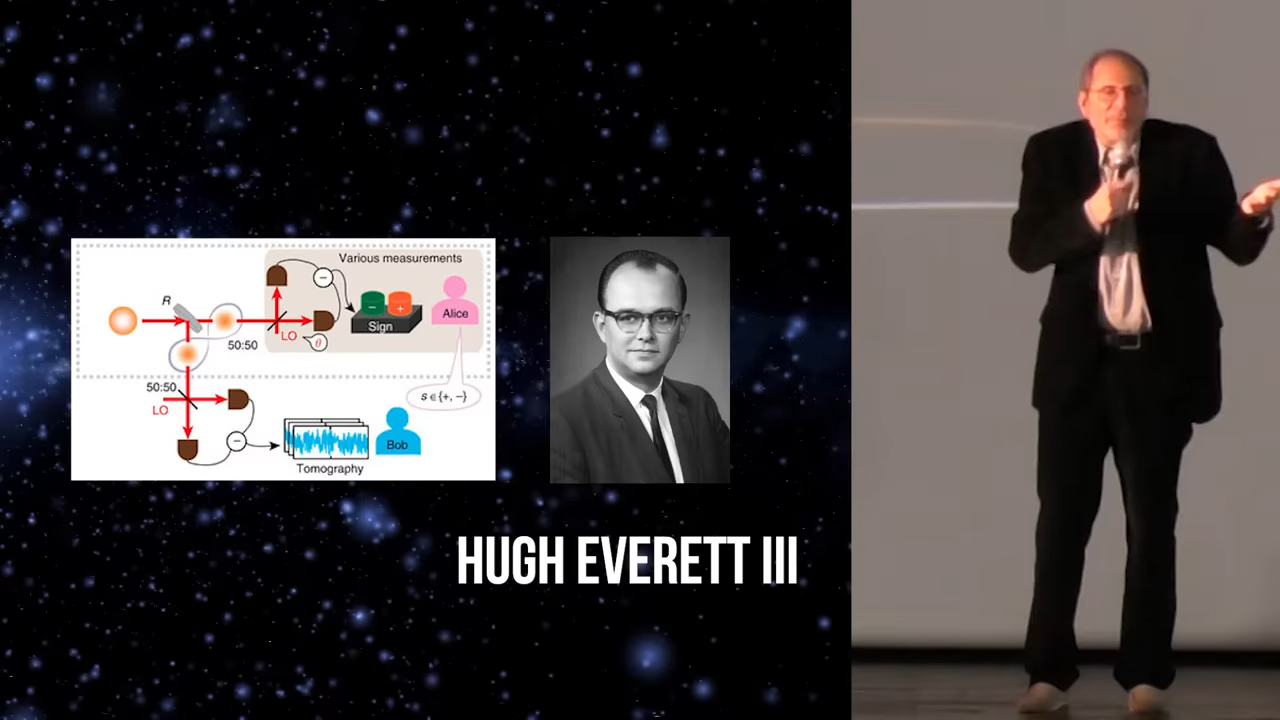 Various measurements
R
Alice
Sign
LO
θ
50:50
50:50
s ∈ {+, −}
LO
Bob
Tomography
HUGH EVERETT III